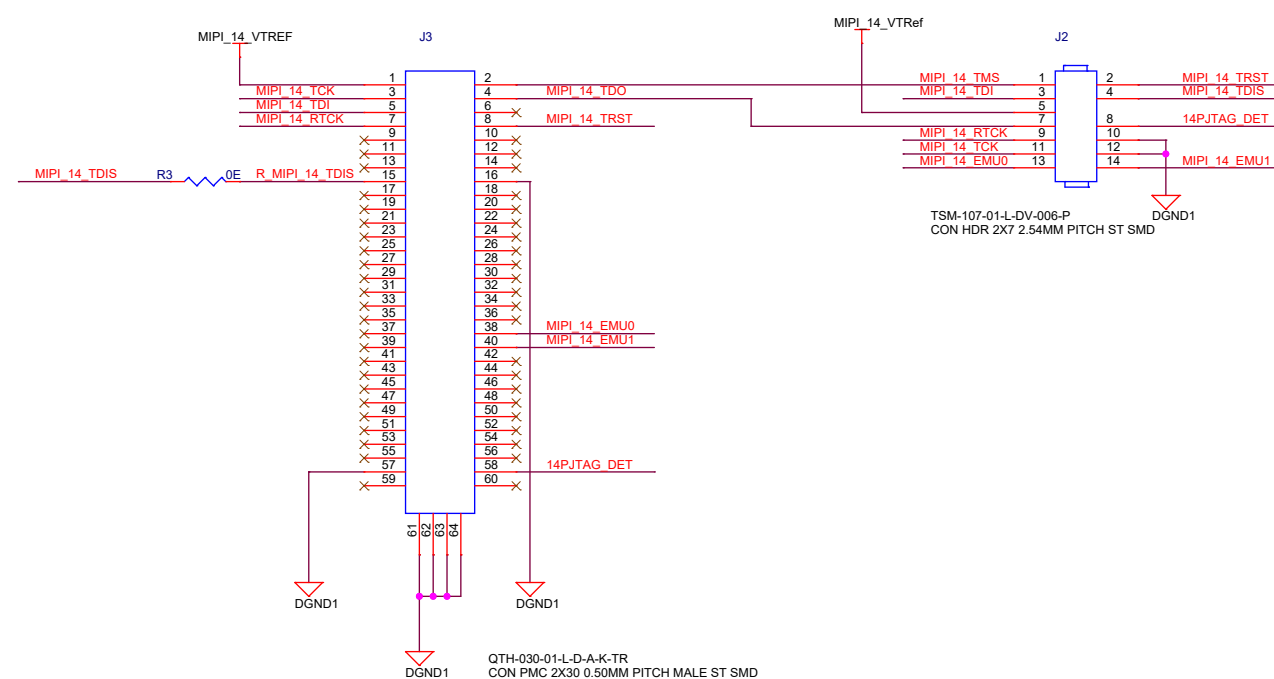 MIPI_14_VTREF
J3
MIPI_14_VTRef
J2
1
2
MIPI_14_TCK
3
4
MIPI_14_TDO
MIPI_14_TDI
5
6
MIPI_14_RTCK
7
8
MIPI_14_TRST
9
10
11
12
13
14
MIPI_14_TDIS
R3
0E
R_MIPI_14_TDIS
15
16
17
18
19
20
21
22
23
24
25
26
27
28
29
30
31
32
33
34
35
36
37
38
MIPI_14_EMU0
39
40
MIPI_14_EMU1
41
42
43
44
45
46
47
48
49
50
51
52
53
54
55
56
57
58
14PJTAG_DET
59
60
61
62
63
64
DGND1
DGND1
DGND1
QTH-030-01-L-D-A-K-TR
CON PMC 2X30 0.50MM PITCH MALE ST SMD
MIPI_14_TMS
1
2
MIPI_14_TRST
MIPI_14_TDI
3
4
MIPI_14_TDIS
5
7
8
14PJTAG_DET
MIPI_14_RTCK
9
10
MIPI_14_TCK
11
12
MIPI_14_EMU0
13
14
MIPI_14_EMU1
TSM-107-01-L-DV-006-P
CON HDR 2X7 2.54MM PITCH ST SMD
DGND1